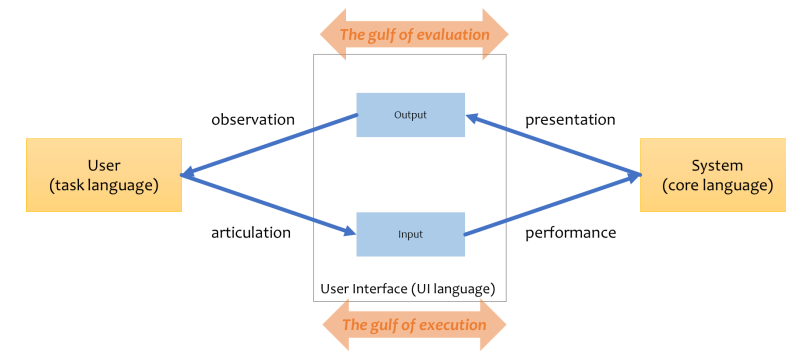 The gulf of evaluation
observation
Output
presentation
User
(task language)
System
(core language)
articulation
Input
performance
User Interface (UI language)
The gulf of execution